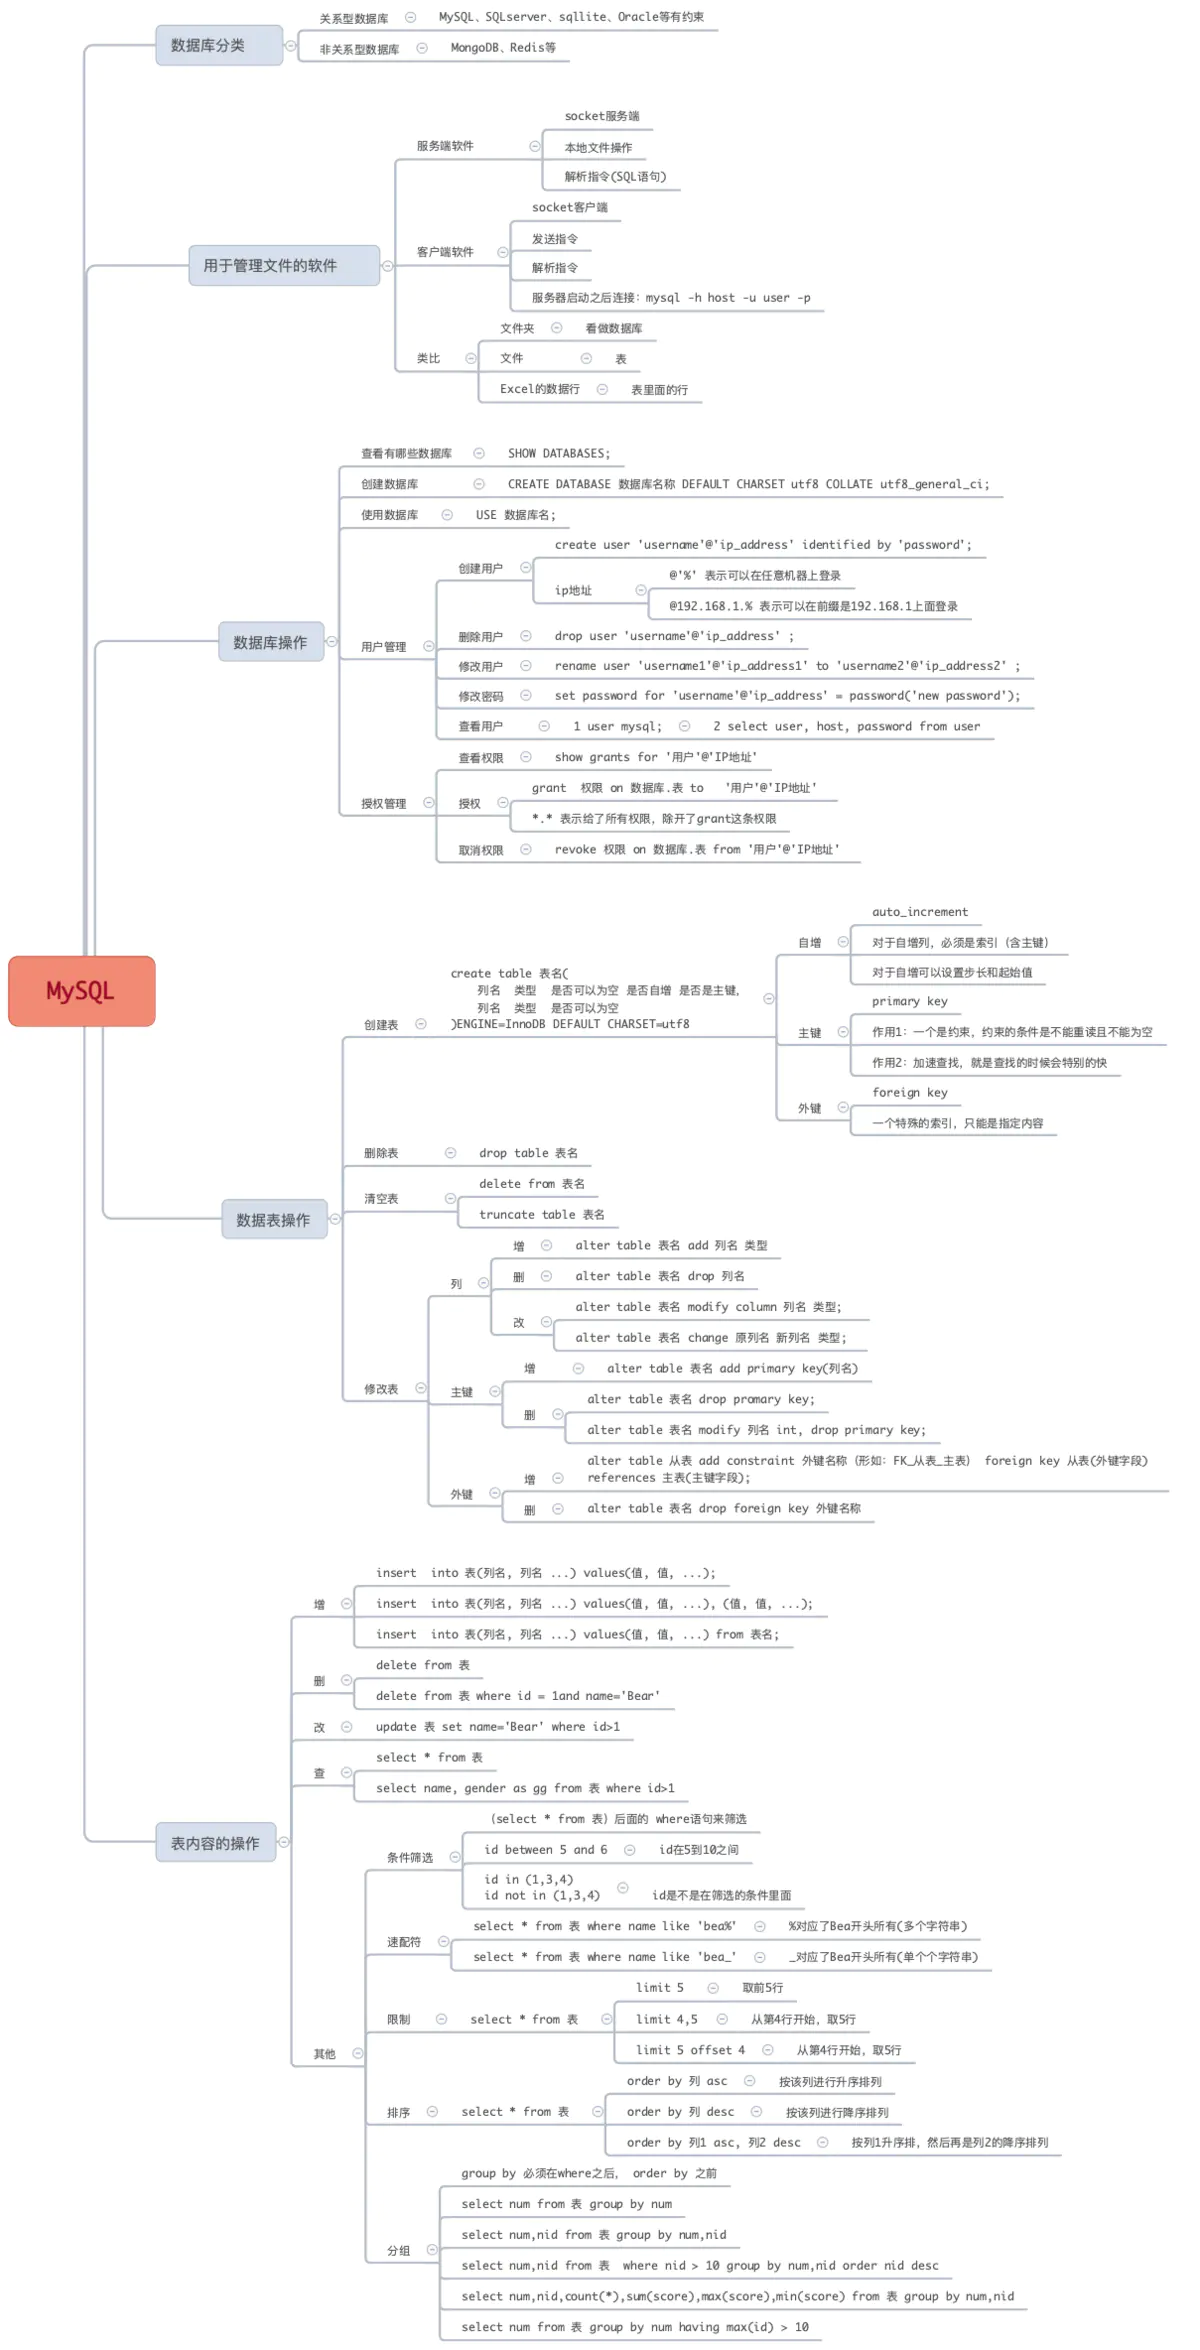 数据库分类
关系型数据库
MySQL、SQLserver、sqllite、Oracle等有约束
非关系型数据库
MongoDB、Redis等
用于管理文件的软件
服务端软件
socket服务端
本地文件操作
解析指令(SQL语句)
客户端软件
socket客户端
发送指令
解析指令
服务器启动之后连接: mysql -h host -u user -p
类比
文件夹
看做数据库
文件
表
Excel的数据行
表里面的行
MySQL
数据库操作
查看有哪些数据库
SHOW DATABASES;
创建数据库
CREATE DATABASE 数据库名称 DEFAULT CHARSET utf8 COLLATE utf8_general_ci;
使用数据库
USE 数据库名;
用户管理
创建用户
create user 'username'@'ip_address' identified by 'password';
ip地址
@'%' 表示可以在任意机器上登录
@192.168.1.% 表示可以在前缀是192.168.1上面登录
删除用户
drop user 'username'@'ip_address' ;
修改用户
rename user 'username1'@'ip_address1' to 'username2'@'ip_address2' ;
修改密码
set password for 'username'@'ip_address' = password('new password');
查看用户
1 user mysql;
2 select user, host, password from user
授权管理
查看权限
show grants for '用户'@'IP地址'
授权
grant 权限 on 数据库.表 to '用户'@'IP地址'
*.* 表示给了所有权限，除开了grant这条权限
取消权限
revoke 权限 on 数据库.表 from '用户'@'IP地址'
数据表操作
创建表
create table 表名(
列名 类型 是否可以为空 是否自增 是否是主键，
列名 类型 是否可以为空
)ENGINE=InnoDB DEFAULT CHARSET=utf8
自增
auto_increment
对于自增列，必须是索引（含主键）
对于自增可以设置步长和起始值
主键
primary key
作用1：一个是约束，约束的条件是不能重读且不能为空
作用2：加速查找，就是查找的时候会特别的快
外键
foreign key
一个特殊的索引，只能是指定内容
删除表
drop table 表名
清空表
delete from 表名
truncate table 表名
修改表
列
增
alter table 表名 add 列名 类型
删
alter table 表名 drop 列名
改
alter table 表名 modify column 列名 类型;
alter table 表名 change 原列名 新列名 类型;
主键
增
alter table 表名 add primary key(列名)
删
alter table 表名 drop promary key;
alter table 表名 modify 列名 int, drop primary key;
外键
增
alter table 从表 add constraint 外键名称（形如：FK_从表_主表） foreign key 从表(外键字段)
references 主表(主键字段);
删
alter table 表名 drop foreign key 外键名称
表内容的操作
增
insert into 表(列名, 列名 ...) values(值, 值, ...);
insert into 表(列名, 列名 ...) values(值, 值, ...), (值, 值, ...);
insert into 表(列名, 列名 ...) values(值, 值, ...) from 表名;
删
delete from 表
delete from 表 where id = 1and name='Bear'
改
update 表 set name='Bear' where id>1
查
select * from 表
select name, gender as gg from 表 where id>1
其他
条件筛选
（select * from 表）后面的 where语句来筛选
id between 5 and 6
id在5到10之间
id in (1,3,4)
id not in (1,3,4)
id是不是在筛选的条件里面
速配符
select * from 表 where name like 'bea%'
%对应了Bea开头所有(多个字符串)
select * from 表 where name like 'bea_'
_对应了Bea开头所有(单个个字符串)
限制
select * from 表
limit 5
取前5行
limit 4,5
从第4行开始，取5行
limit 5 offset 4
从第4行开始，取5行
排序
select * from 表
order by 列 asc
按该列进行升序排列
order by 列 desc
按该列进行降序排列
order by 列1 asc, 列2 desc
按列1升序排，然后再是列2的降序排列
分组
group by 必须在where之后， order by 之前
select num from 表 group by num
select num,nid from 表 group by num,nid
select num,nid from 表 where nid > 10 group by num,nid order nid desc
select num,nid,count(*),sum(score),max(score),min(score) from 表 group by num,nid
select num from 表 group by num having max(id) > 10